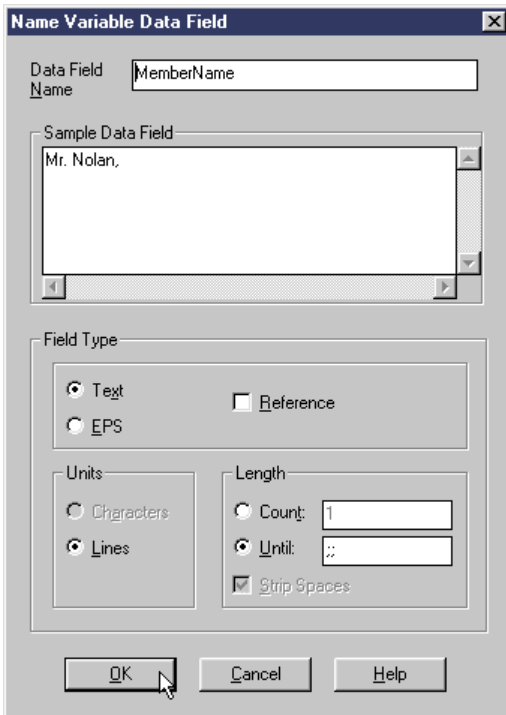 Name Variable Data Field
Data Field
Name
MemberName
Sample Data Field
Mr. Nolan,
Field Type
Text
Reference
EPS
Units
Length
Characters
Count: 1
Lines
Until: ;;
Strip Spaces
OK Cancel Help